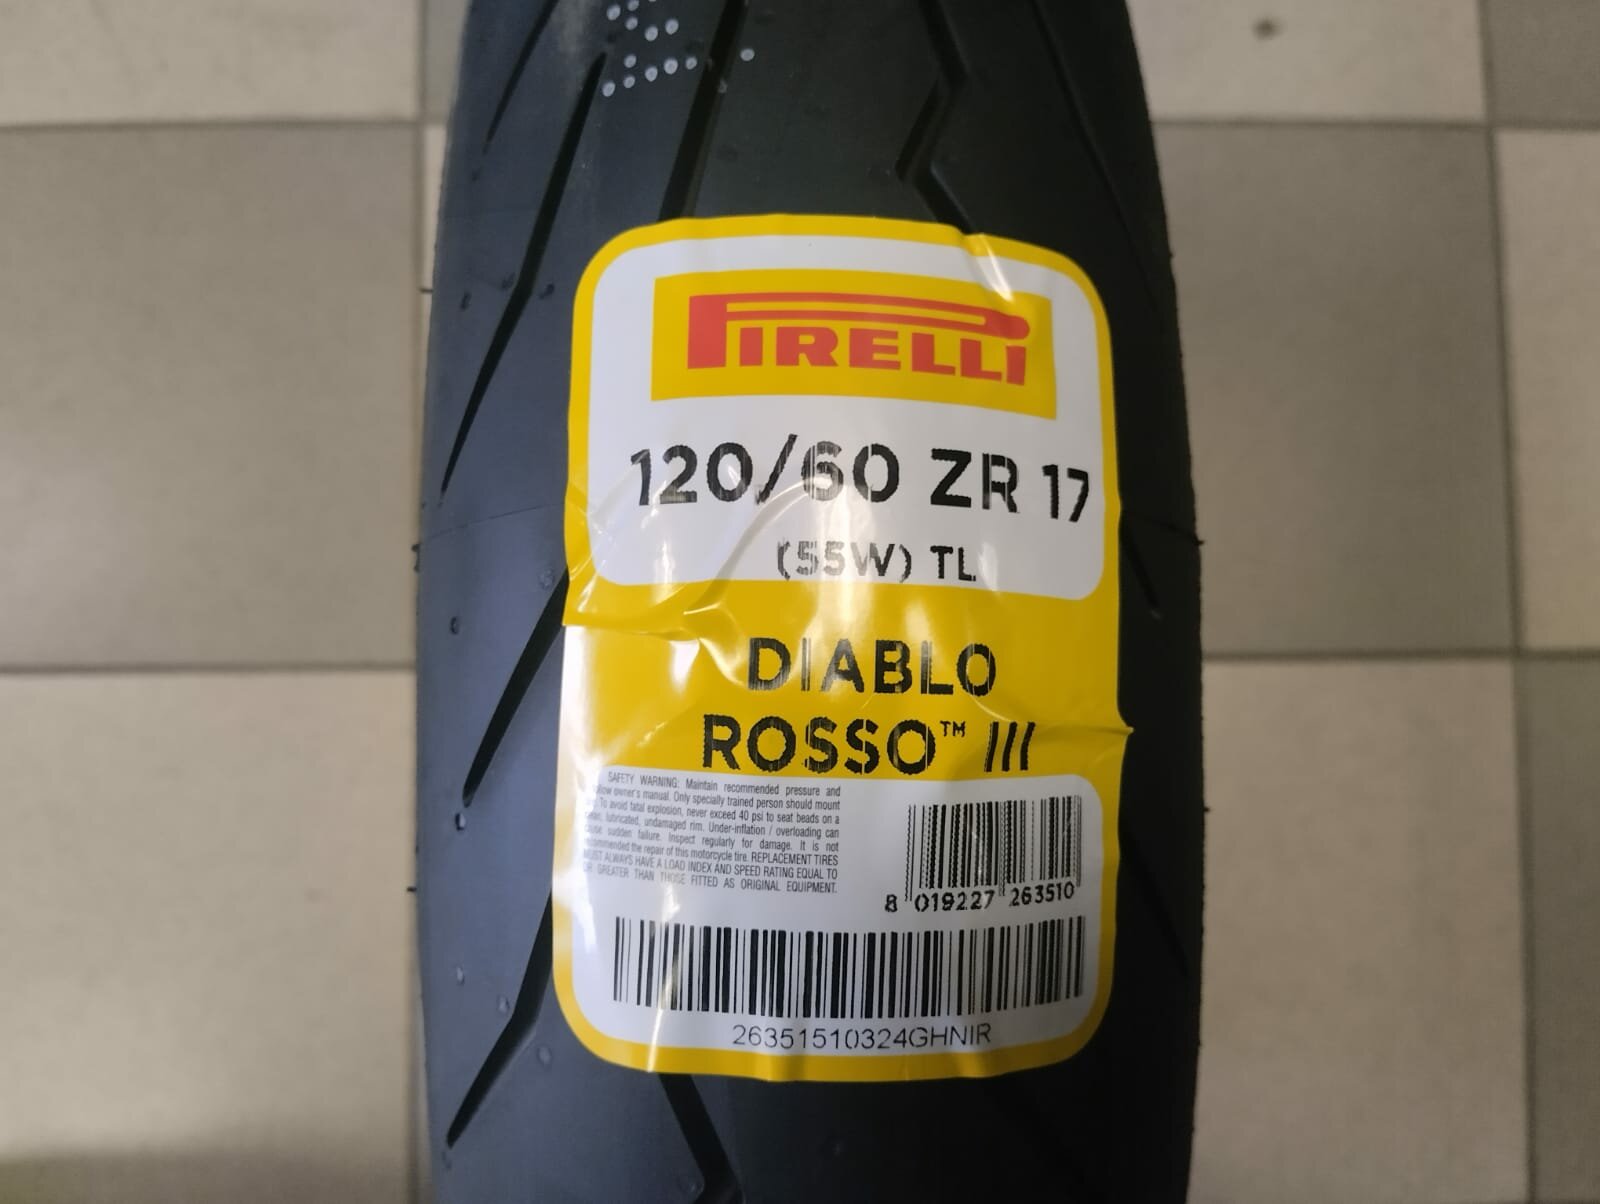 PIRELLI
120/60 ZR 17
(55W) TL
DIABLO
ROSSO™ III
SAFETY WARNING: Maintain recommended pressure and
follow owner's manual. Only specially trained person should mount
To avoid fatal explosion, never exceed 40 psi to seat beads on a
lubricated, undamaged rim. Under-inflation / overloading can
cause sudden failure. Inspect regularly for damage. It is not
recommended the repair of this motorcycle tire. REPLACEMENT TIRES
MUST ALWAYS HAVE A LOAD INDEX AND SPEED RATING EQUAL TO
OR GREATER THAN THOSE FITTED AS ORIGINAL EQUIPMENT.
8 019227 263510
26351510324GHNIR